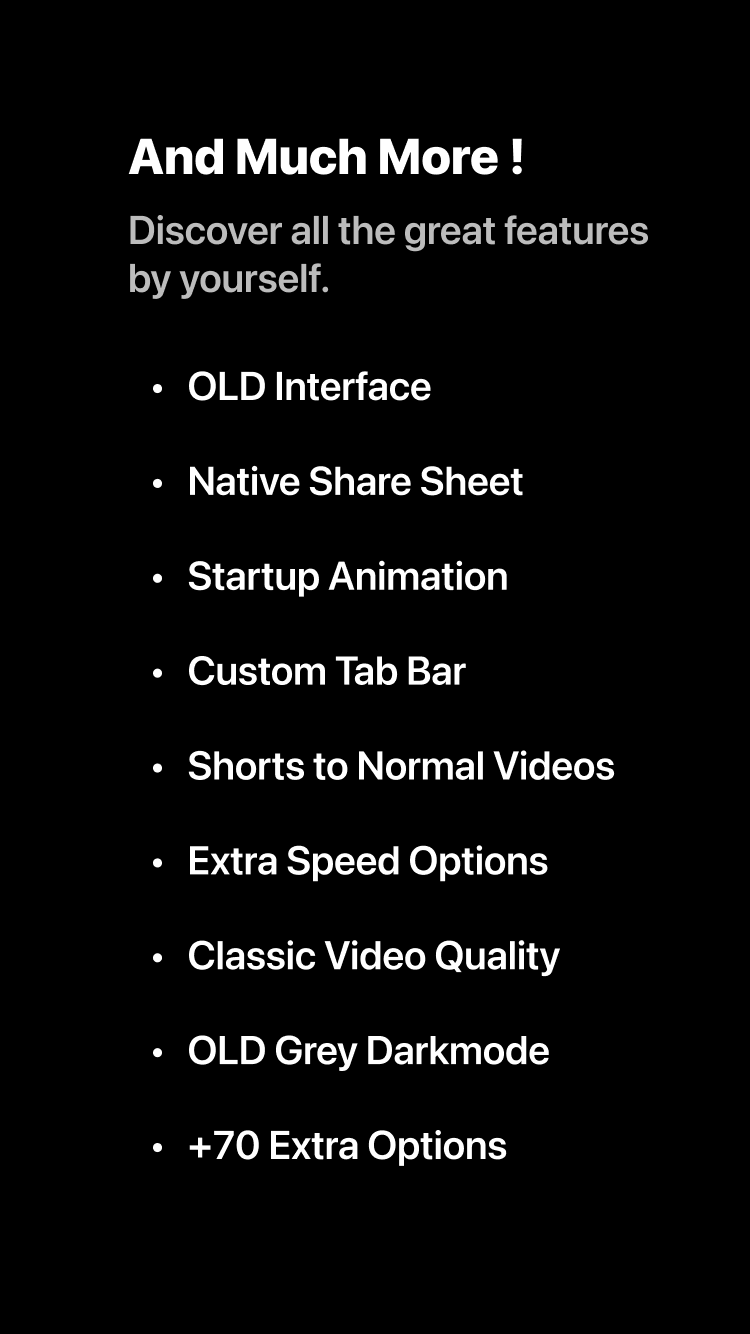 And Much More !
Discover all the great features
by yourself.
• OLD Interface
• Native Share Sheet
• Startup Animation
• Custom Tab Bar
• Shorts to Normal Videos
• Extra Speed Options
• Classic Video Quality
• OLD Grey Darkmode
• +70 Extra Options